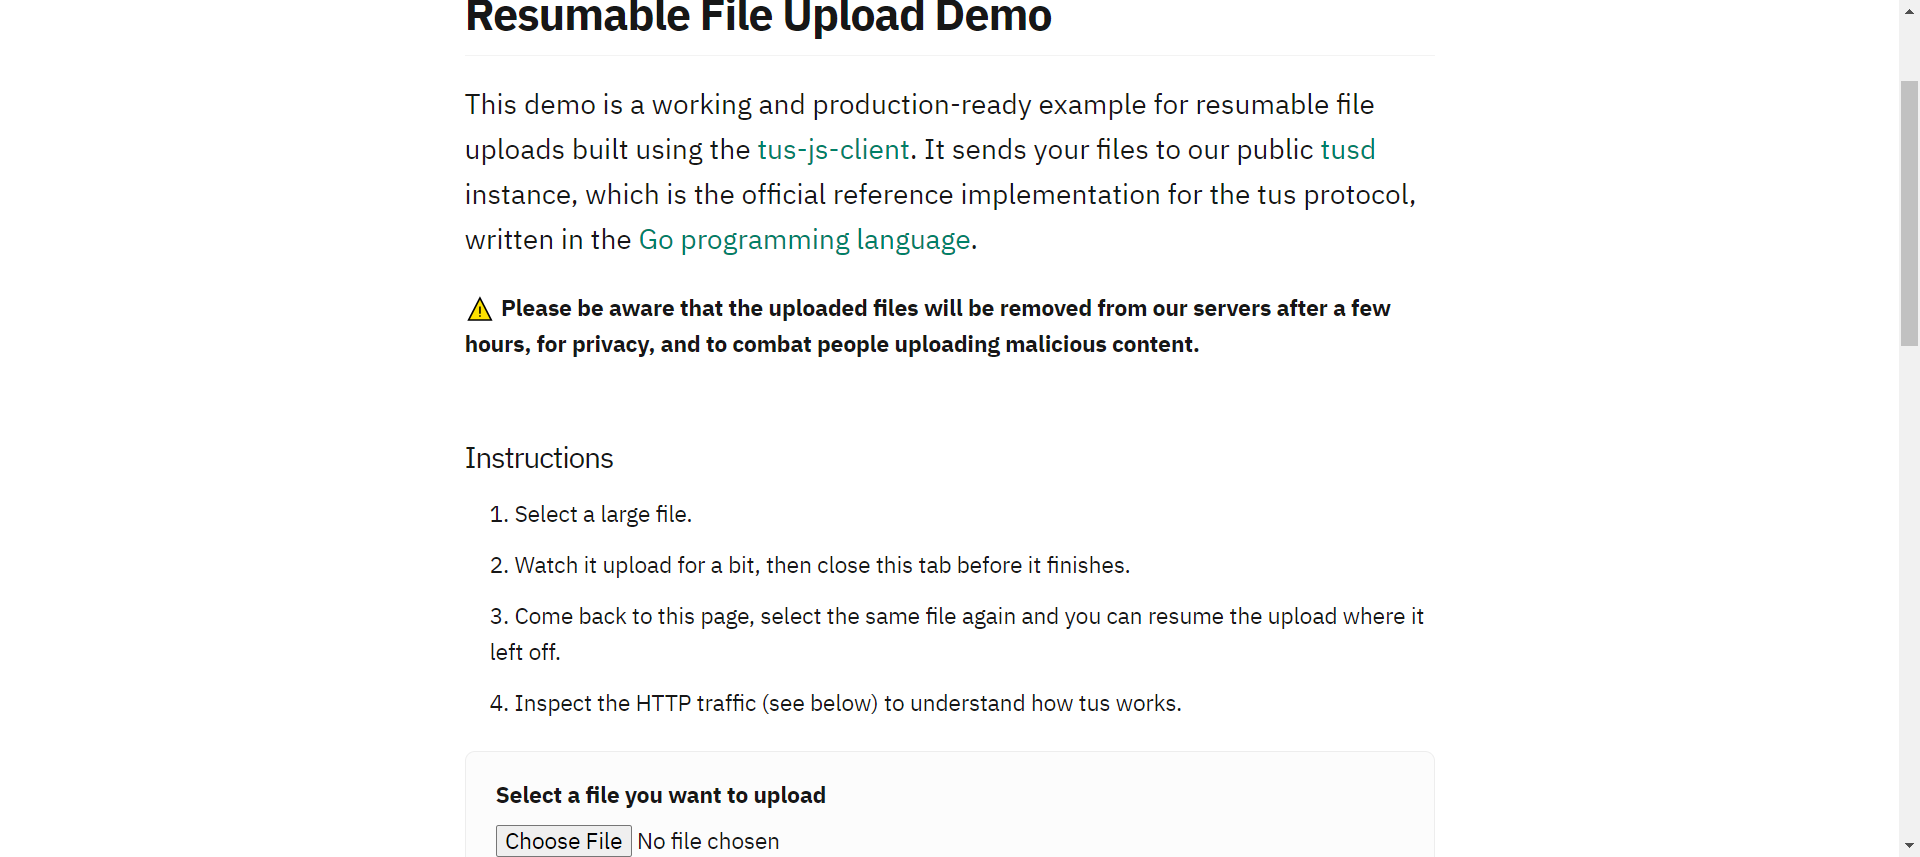 Resumable File Upload Demo
This demo is a working and production-ready example for resumable file
uploads built using the tus-js-client. It sends your files to our public tusd
instance, which is the official reference implementation for the tus protocol,
written in the Go programming language.
⚠️ Please be aware that the uploaded files will be removed from our servers after a few
hours, for privacy, and to combat people uploading malicious content.
Instructions
1. Select a large file.
2. Watch it upload for a bit, then close this tab before it finishes.
3. Come back to this page, select the same file again and you can resume the upload where it
left off.
4. Inspect the HTTP traffic (see below) to understand how tus works.
Select a file you want to upload
Choose File No file chosen